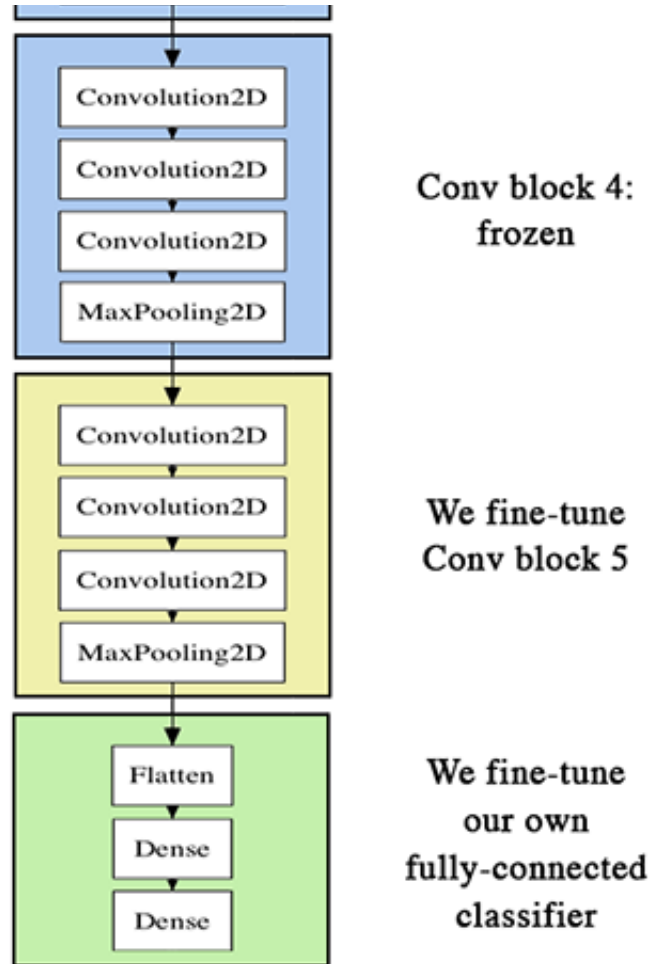 Convolution2D
Convolution2D
Convolution2D
MaxPooling2D
Conv block 4:
frozen
Convolution2D
Convolution2D
Convolution2D
MaxPooling2D
We fine-tune
Conv block 5
Flatten
Dense
Dense
We fine-tune
our own
fully-connected
classifier